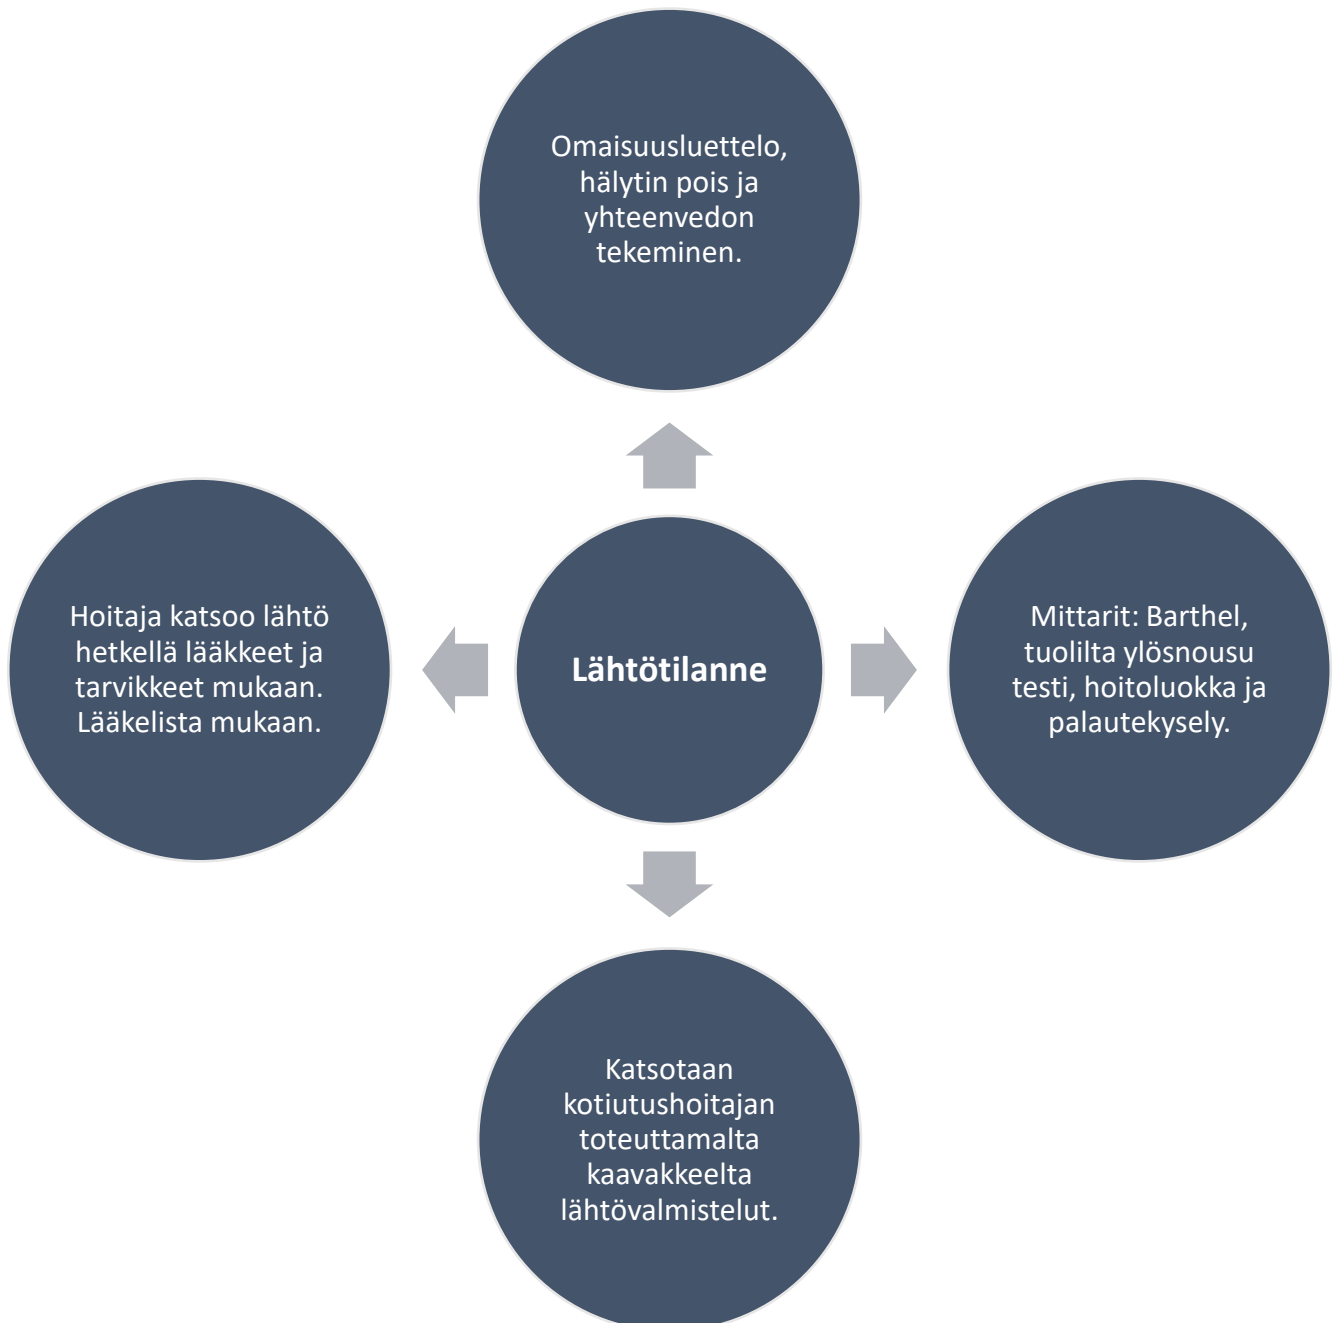 Omaisuusluettelo,
hälytin pois ja
yhteenvedon
tekeminen.
Hoitaja katsoo lähtö
hetkellä lääkkeet ja
tarvikkeet mukaan.
Lääkelista mukaan.
Lähtötilanne
Mittarit: Barthel,
tuolilta ylösnousu
testi, hoitoluokka ja
palautekysely.
Katsotaan
kotiutushoitajan
toteuttamalta
kaavakkeelta
lähtövalmistelut.